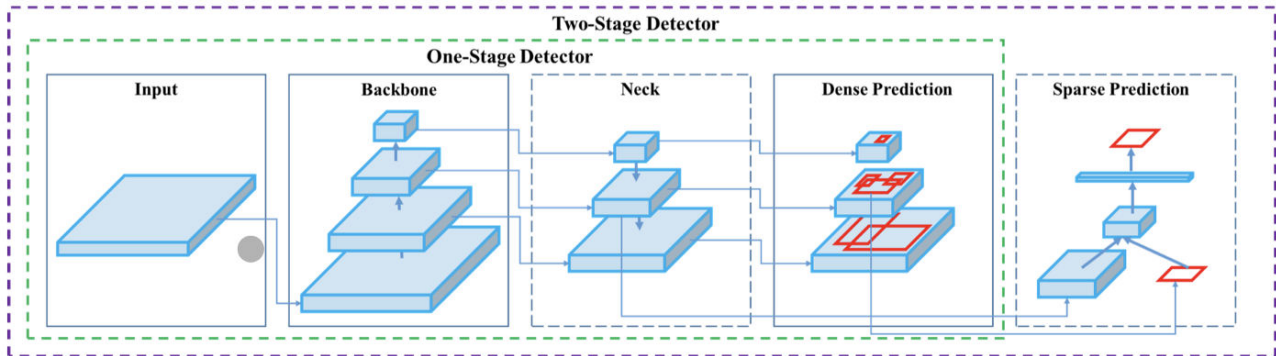 Two-Stage Detector
One-Stage Detector
Input
Backbone
Neck
Dense Prediction
Sparse Prediction